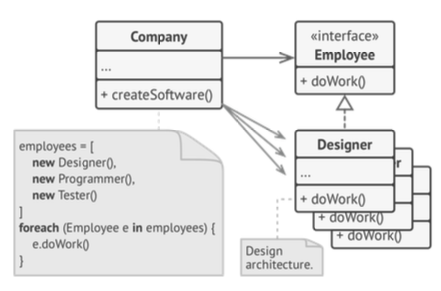 Company
...
+ createSoftware()
«interface»
Employee
+ doWork()
employees = [
new Designer(),
new Programmer(),
new Tester()
]
foreach (Employee e in employees) {
e.doWork()
}
Designer
...
+ doWork()
+ doWork()
+ doWork()
Design
architecture.